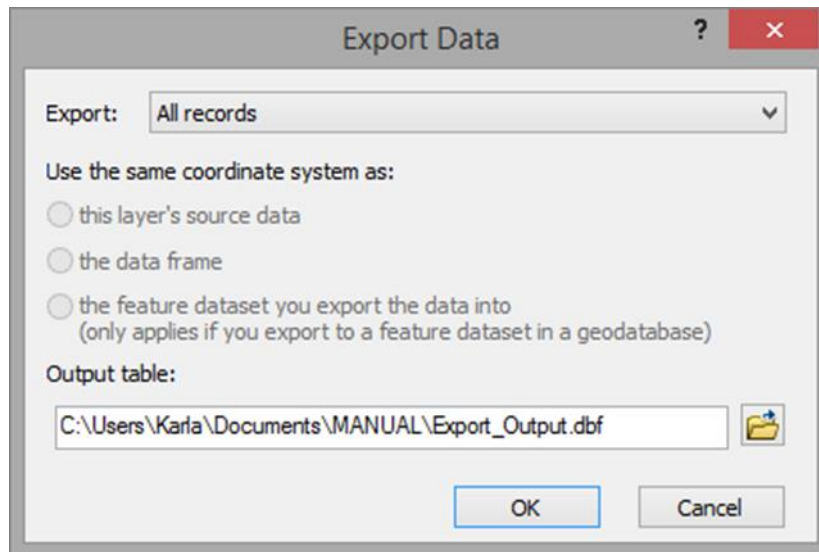 Export Data
?
×
Export: All records
Use the same coordinate system as:
this layer's source data
the data frame
the feature dataset you export the data into
(only applies if you export to a feature dataset in a geodatabase)
Output table:
C:\Users\Karla\Documents\MANUAL\Export_Output.dbf
OK Cancel